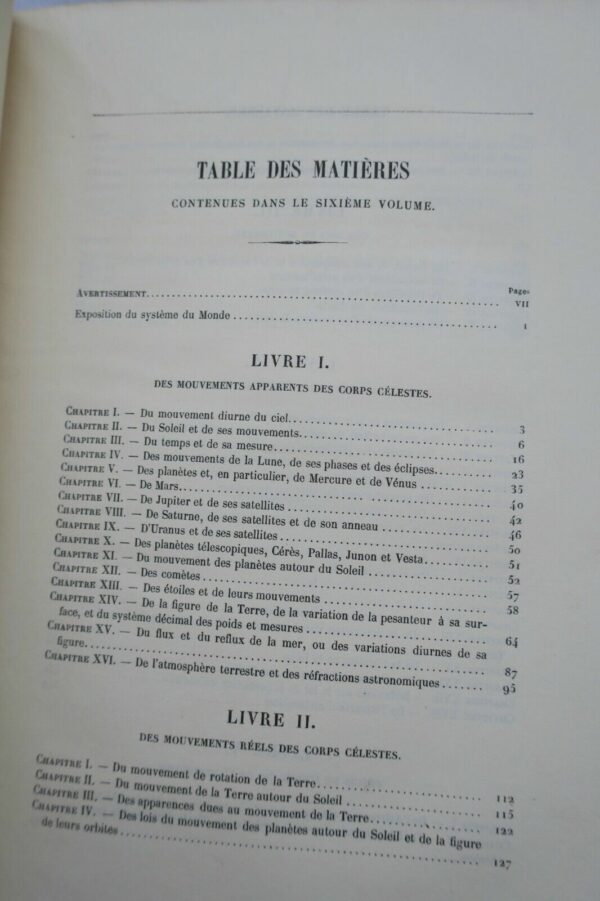 TABLE DES MATIÈRES
CONTENUES DANS LE SIXIÈME VOLUME.
Pages
AVERTISSEMENT.......... VII
Exposition du système du Monde.......... 1
LIVRE I.
DES MOUVEMENTS APPARENTS DES CORPS CÉLESTES.
CHAPITRE I. — Du mouvement diurne du ciel.......... 3
CHAPITRE II. — Du Soleil et de ses mouvements.......... 6
CHAPITRE III. — Du temps et de sa mesure.......... 16
CHAPITRE IV. — Des mouvements de la Lune, de ses phases et des éclipses.......... 23
CHAPITRE V. — Des planètes et, en particulier, de Mercure et de Vénus.......... 35
CHAPITRE VI. — De Mars.......... 40
CHAPITRE VII. — De Jupiter et de ses satellites.......... 42
CHAPITRE VIII. — De Saturne, de ses satellites et de son anneau.......... 46
CHAPITRE IX. — D'Uranus et de ses satellites.......... 50
CHAPITRE X. — Des planètes télescopiques, Cérès, Pallas, Junon et Vesta.......... 51
CHAPITRE XI. — Du mouvement des planètes autour du Soleil.......... 52
CHAPITRE XII. — Des comètes.......... 57
CHAPITRE XIII. — Des étoiles et de leurs mouvements.......... 58
CHAPITRE XIV. — De la figure de la Terre, de la variation de la pesanteur à sa sur-
face, et du système décimal des poids et mesures.......... 64
CHAPITRE XV. — Du flux et du reflux de la mer, ou des variations diurnes de sa
figure.......... 87
CHAPITRE XVI. — De l'atmosphère terrestre et des réfractions astronomiques.......... 95
LIVRE II.
DES MOUVEMENTS RÉELS DES CORPS CÉLESTES.
CHAPITRE I. — Du mouvement de rotation de la Terre.......... 112
CHAPITRE II. — Du mouvement de la Terre autour du Soleil.......... 115
CHAPITRE III. — Des apparences dues au mouvement de la Terre.......... 122
CHAPITRE IV. — Des lois du mouvement des planètes autour du Soleil et de la figure
de leurs orbites.......... 127